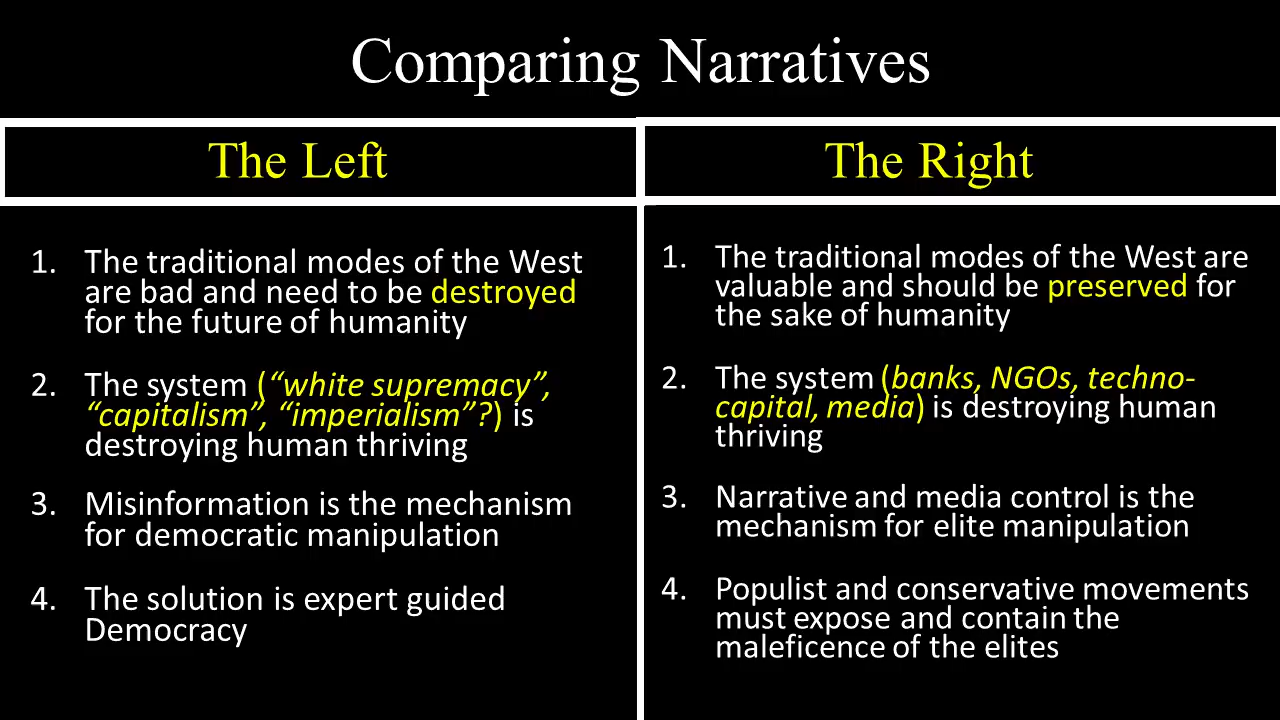 Comparing Narratives
The Left
1. The traditional modes of the West
are bad and need to be destroyed
for the future of humanity
2. The system (“white supremacy”,
“capitalism”, “imperialism”?) is
destroying human thriving
3. Misinformation is the mechanism
for democratic manipulation
4. The solution is expert guided
Democracy
The Right
1. The traditional modes of the West are
valuable and should be preserved for
the sake of humanity
2. The system (banks, NGOs, techno-
capital, media) is destroying human
thriving
3. Narrative and media control is the
mechanism for elite manipulation
4. Populist and conservative movements
must expose and contain the
maleficence of the elites